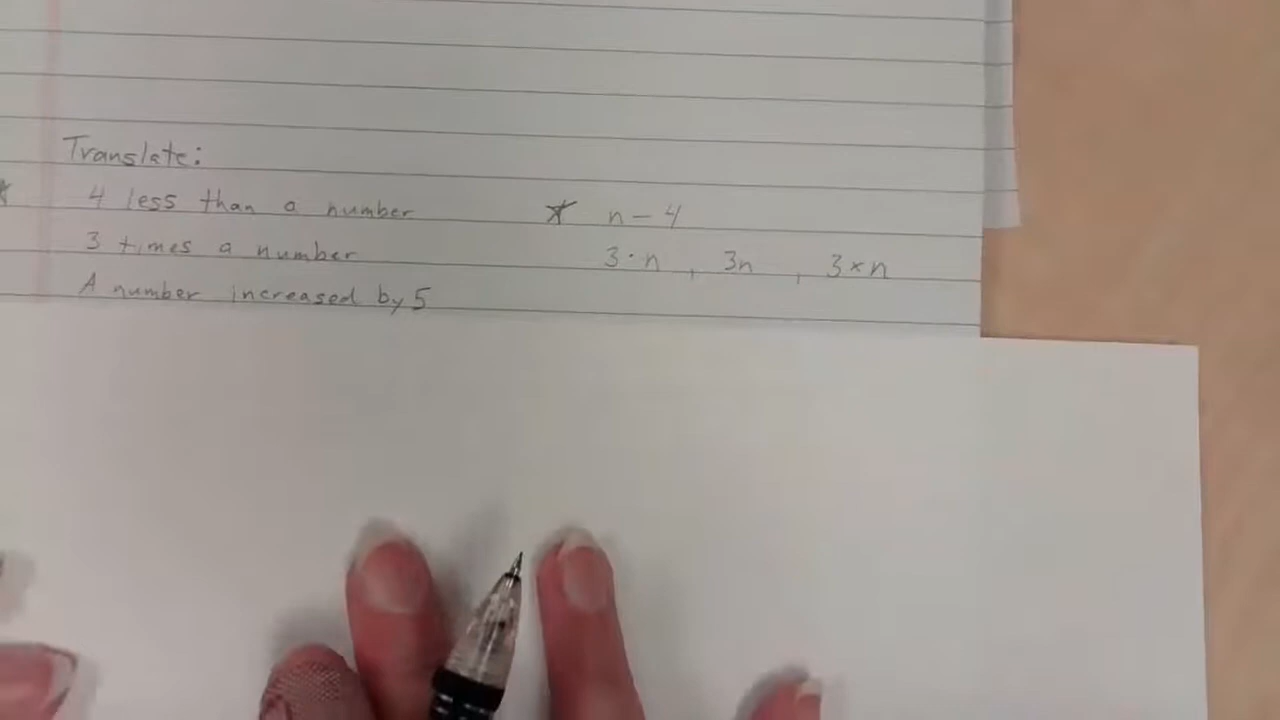 Translate:
4 less than a number ★ n - 4
3 times a number 3 · n , 3n , 3 × n
A number increased by 5